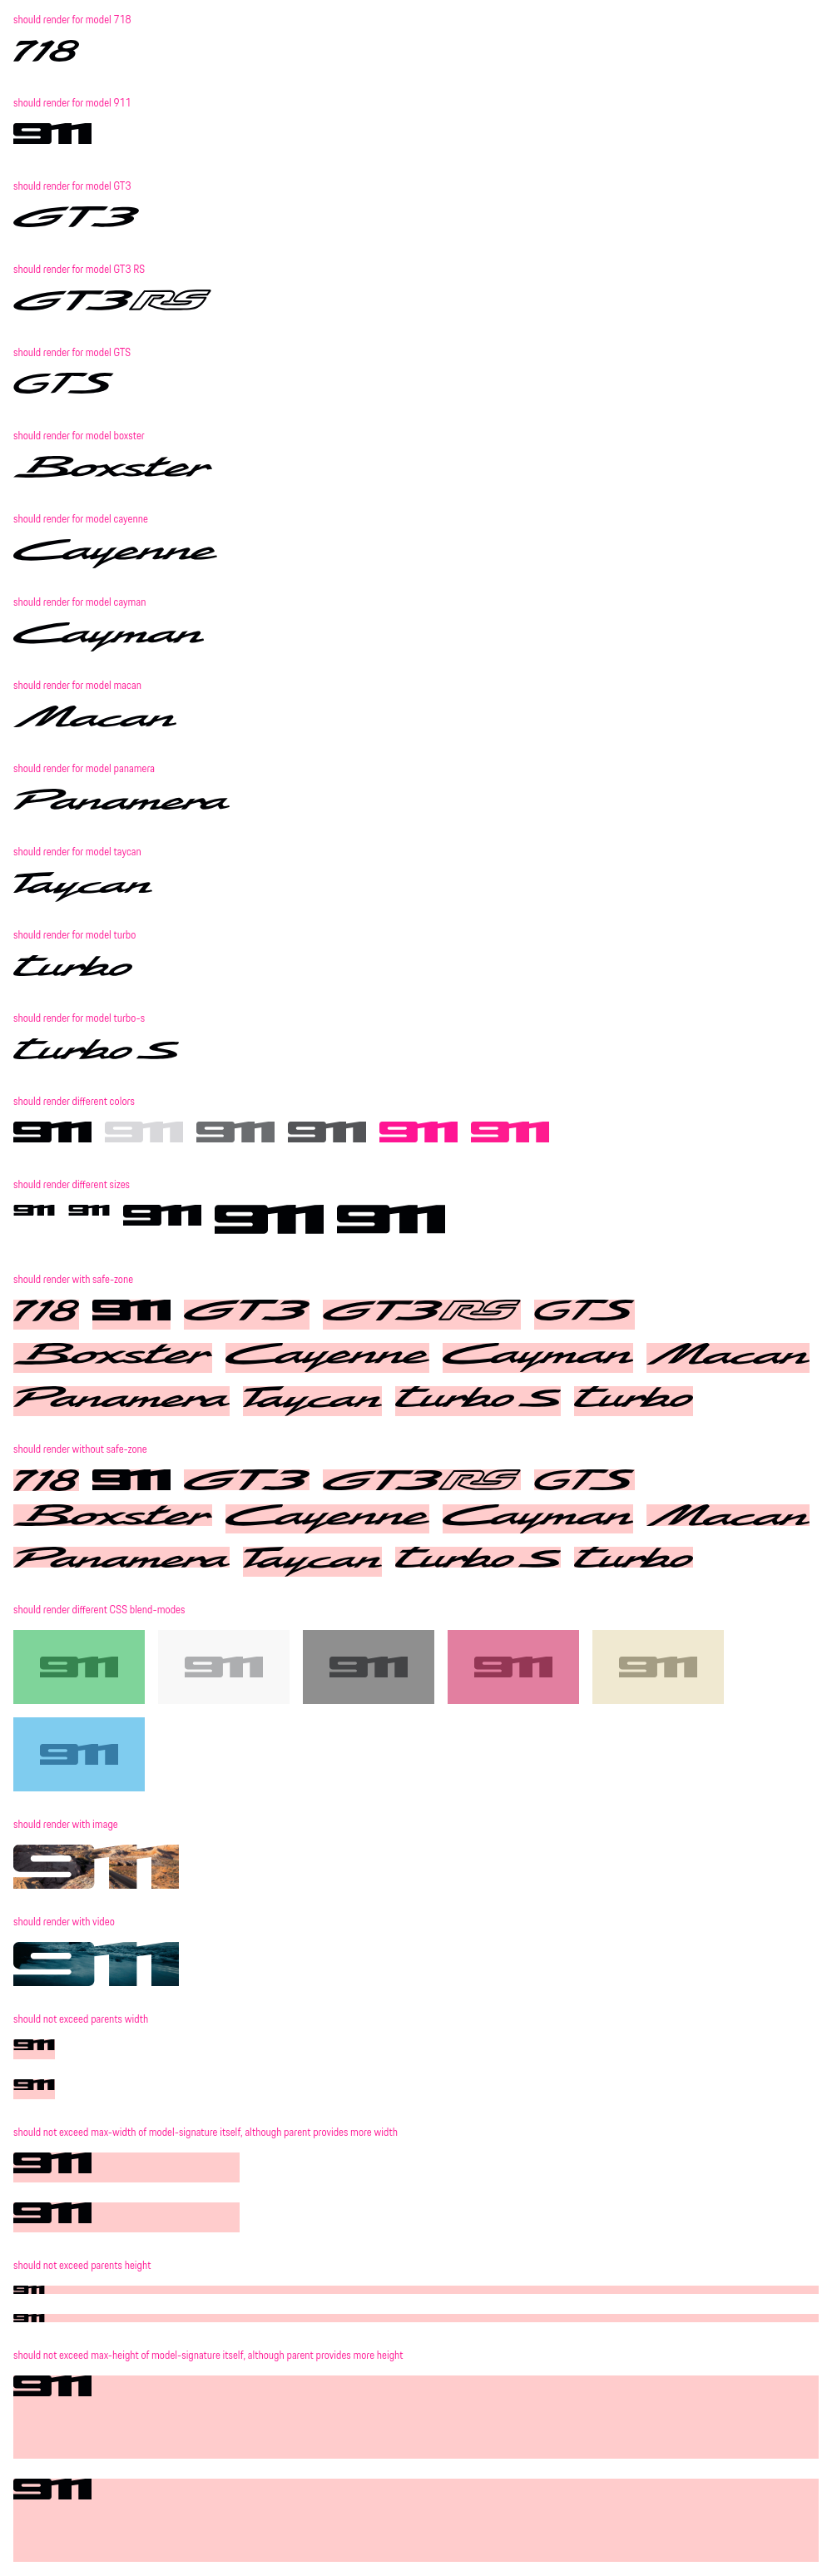 should render for model 718
718
should render for model 911
911
should render for model GT3
GT3
should render for model GT3 RS
GT3RS
should render for model GTS
GTS
should render for model boxster
Boxster
should render for model cayenne
Cayenne
should render for model cayman
Cayman
should render for model macan
Macan
should render for model panamera
Panamera
should render for model taycan
Taycan
should render for model turbo
turbo
should render for model turbo-s
turbo S
should render different colors
911 911 911 911 911 911
should render different sizes
911 911 911 911 911
should render with safe-zone
718 911 GT3 GT3RS GTS
Boxster Cayenne Cayman Macan
Panamera Taycan turbo S turbo
should render without safe-zone
718 911 GT3 GT3RS GTS
Boxster Cayenne Cayman Macan
Panamera Taycan turbo S turbo
should render different CSS blend-modes
911 911 911 911 911
911
should render with image
911
should render with video
911
should not exceed parents width
911
911
should not exceed max-width of model-signature itself, although parent provides more width
911
911
should not exceed parents height
911
911
should not exceed max-height of model-signature itself, although parent provides more height
911
911